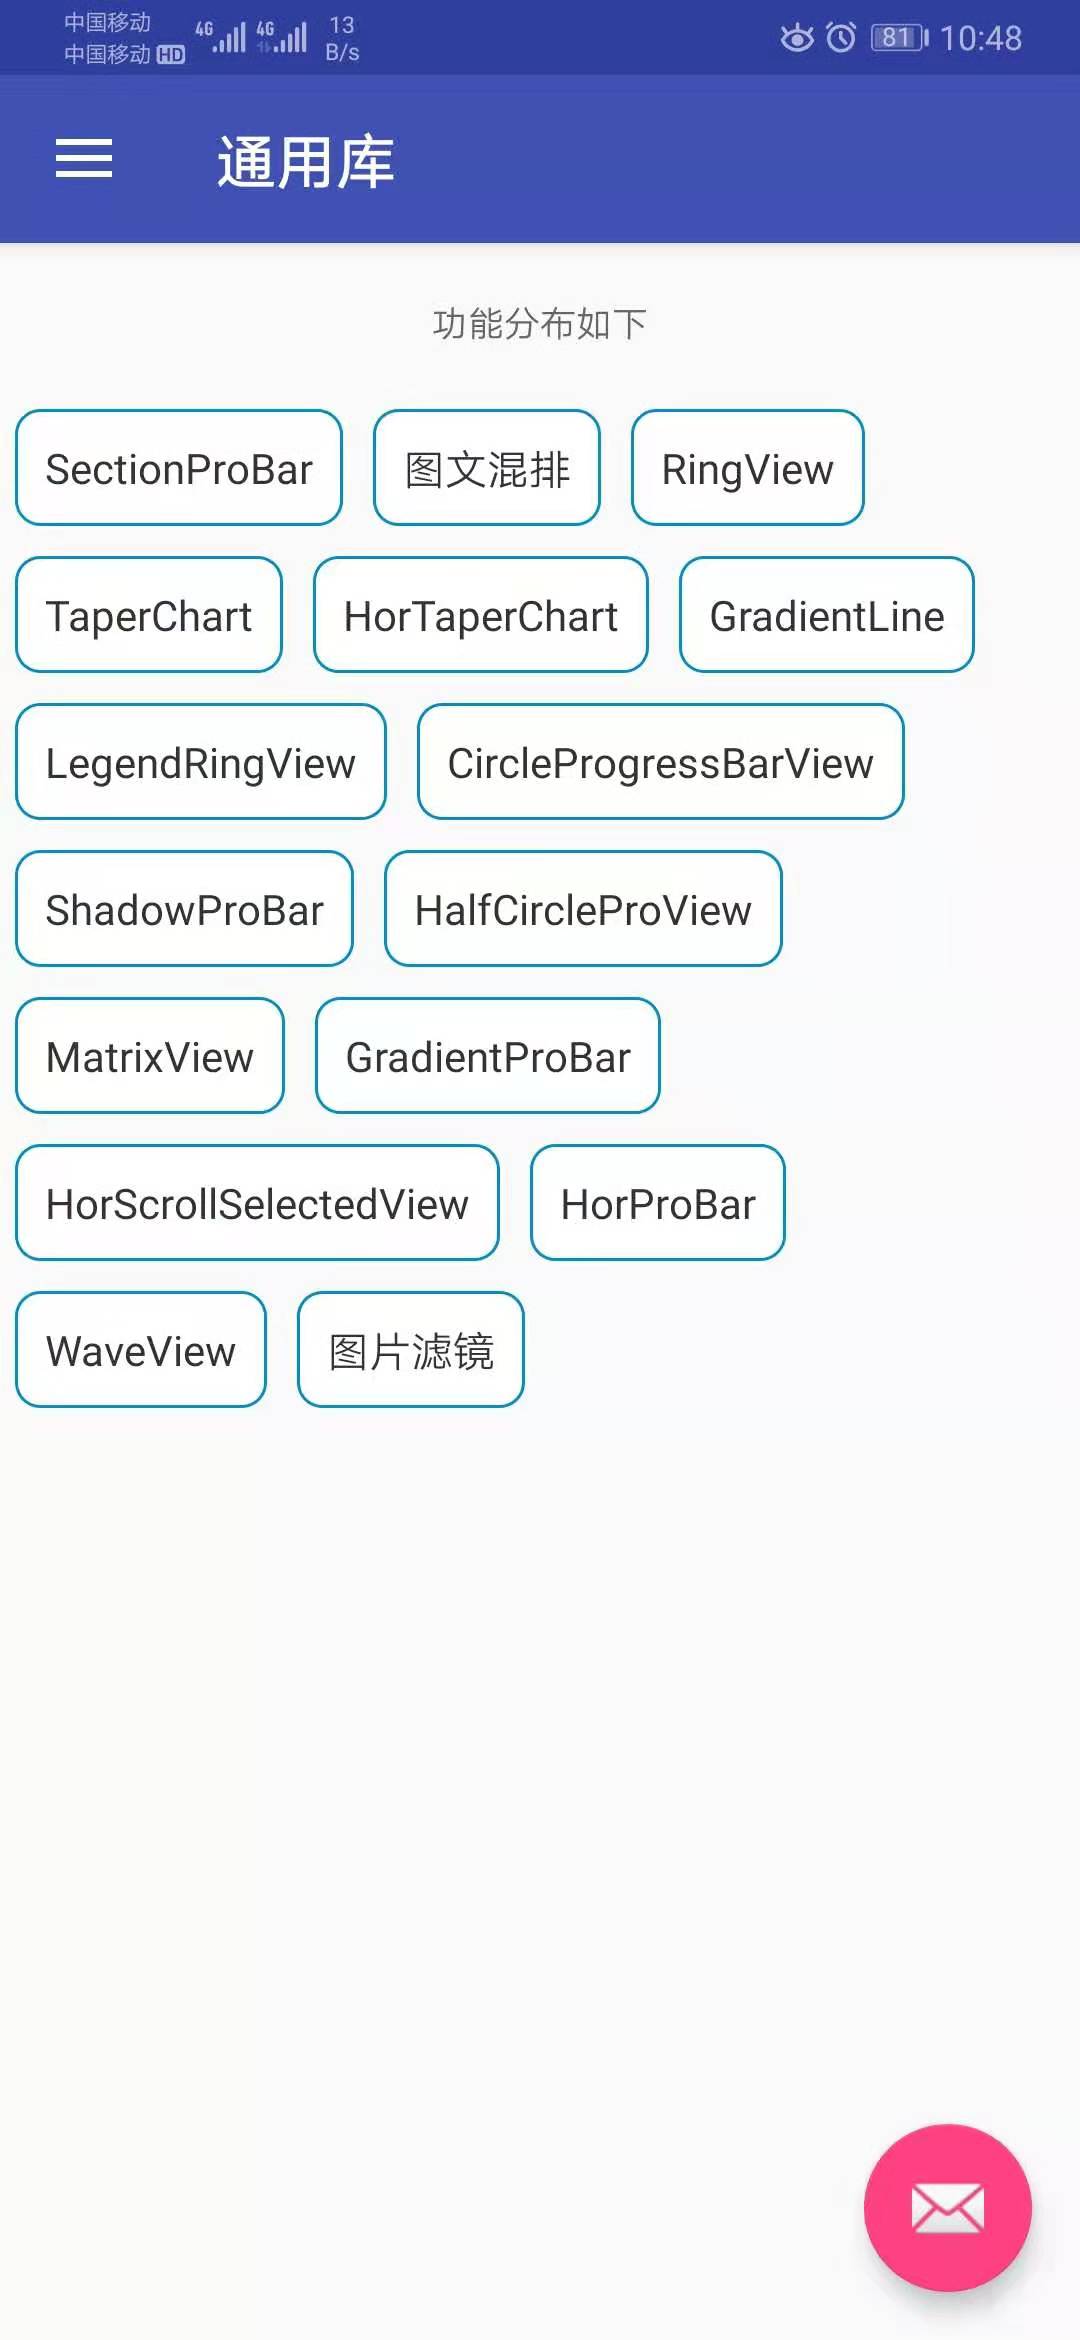 中国移动 4G 4G 13 81 10:48
中国移动 HD B/s
通用库
功能分布如下
SectionProBar 图文混排 RingView
TaperChart HorTaperChart GradientLine
LegendRingView CircleProgressBarView
ShadowProBar HalfCircleProView
MatrixView GradientProBar
HorScrollSelectedView HorProBar
WaveView 图片滤镜